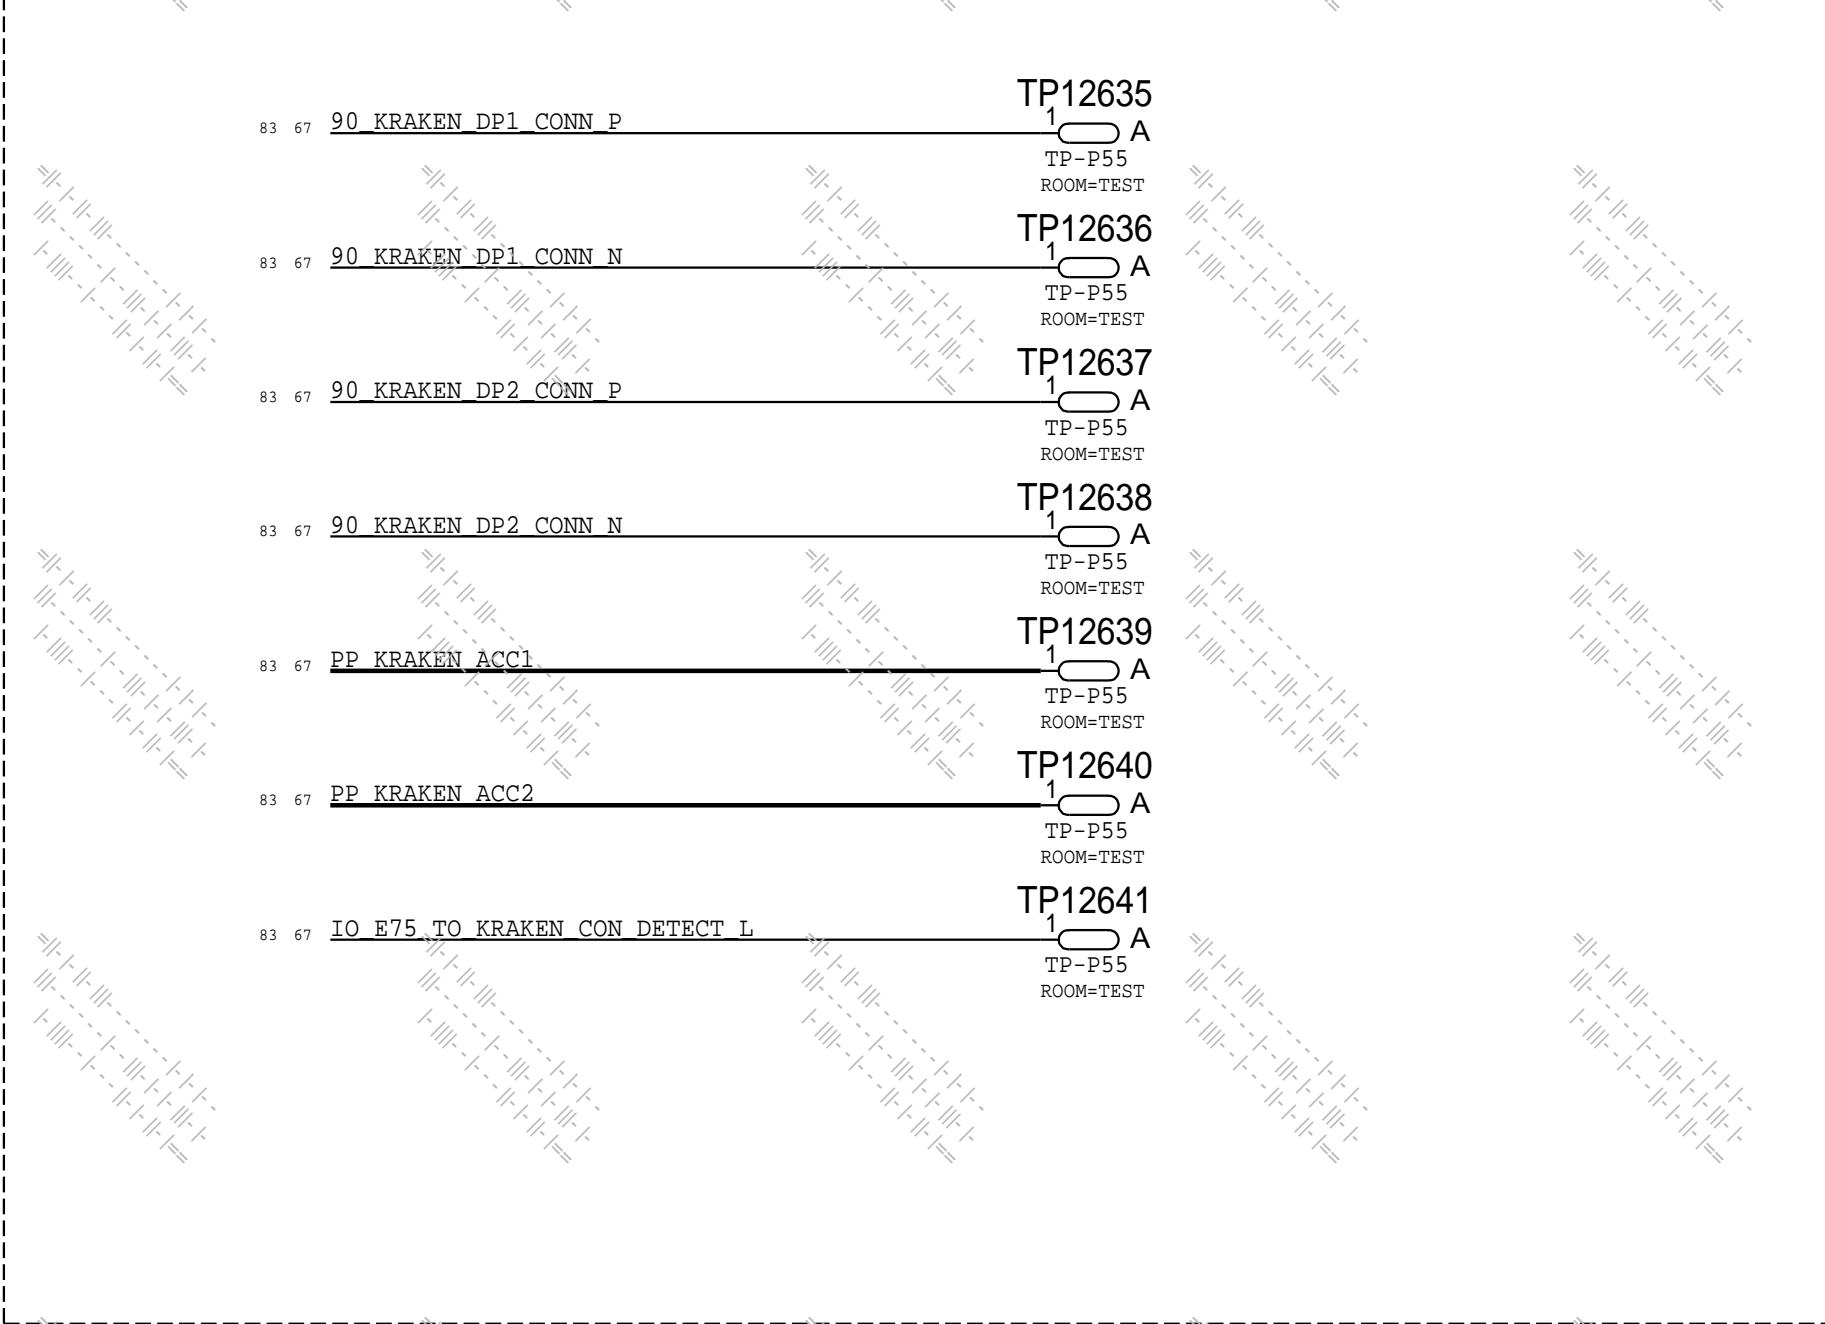 TP12635
83 67 90_KRAKEN_DP1_CONN_P 1 A
TP-P55
ROOM=TEST
TP12636
83 67 90_KRAKEN_DP1_CONN_N 1 A
TP-P55
ROOM=TEST
TP12637
83 67 90_KRAKEN_DP2_CONN_P 1 A
TP-P55
ROOM=TEST
TP12638
83 67 90_KRAKEN_DP2_CONN_N 1 A
TP-P55
ROOM=TEST
TP12639
83 67 PP_KRAKEN_ACC1 1 A
TP-P55
ROOM=TEST
TP12640
83 67 PP_KRAKEN_ACC2 1 A
TP-P55
ROOM=TEST
TP12641
83 67 IO_E75_TO_KRAKEN_CON_DETECT_L 1 A
TP-P55
ROOM=TEST